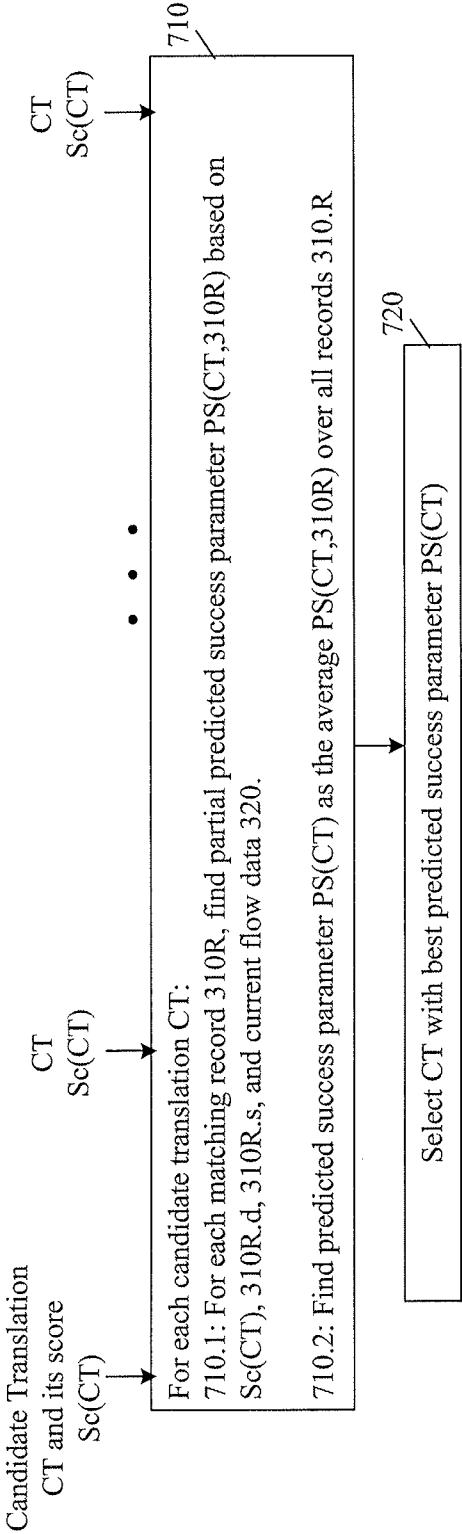 Candidate Translation
CT and its score
Sc(CT)
CT
Sc(CT)
CT
Sc(CT)
710
For each candidate translation CT:
710.1: For each matching record 310R, find partial predicted success parameter PS(CT,310R) based on
Sc(CT), 310R.d, 310R.s, and current flow data 320.
710.2: Find predicted success parameter PS(CT) as the average PS(CT,310R) over all records 310.R
720
Select CT with best predicted success parameter PS(CT)